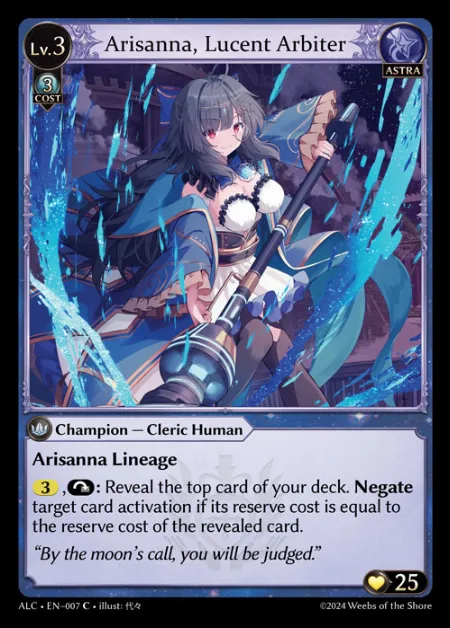 Lv.3
Arisanna, Lucent Arbiter
ASTRA
3
COST
Champion — Cleric Human
Arisanna Lineage
3 , : Reveal the top card of your deck. Negate
target card activation if its reserve cost is equal to
the reserve cost of the revealed card.
“By the moon’s call, you will be judged.”
25
ALC • EN–007 C • illust: 代々
©2024 Weebs of the Shore